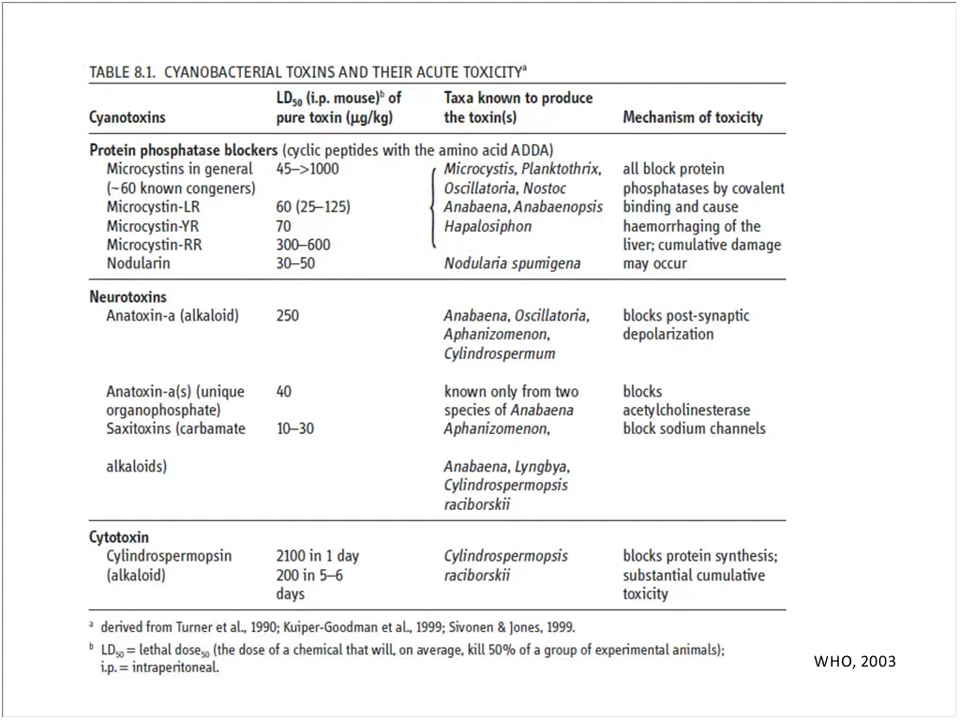 TABLE 8.1. CYANOBACTERIAL TOXINS AND THEIR ACUTE TOXICITYa
Cyanotoxins LD50 (i.p. mouse)b of pure toxin (μg/kg) Taxa known to produce the toxin(s) Mechanism of toxicity
Protein phosphatase blockers (cyclic peptides with the amino acid ADDA)
Microcystins in general 45–>1000 Microcystis, Planktothrix, all block protein
(~60 known congeners) Oscillatoria, Nostoc phosphatases by covalent
Microcystin-LR 60 (25–125) Anabaena, Anabaenopsis binding and cause
Microcystin-YR 70 Hapalosiphon haemorrhaging of the
Microcystin-RR 300–600 liver; cumulative damage
Nodularin 30–50 Nodularia spumigena may occur
Neurotoxins
Anatoxin-a (alkaloid) 250 Anabaena, Oscillatoria, blocks post-synaptic
Aphanizomenon, depolarization
Cylindrospermum
Anatoxin-a(s) (unique 40 known only from two blocks
organophosphate) species of Anabaena acetylcholinesterase
Saxitoxins (carbamate 10–30 Aphanizomenon, block sodium channels
alkaloids) Anabaena, Lyngbya,
Cylindrospermopsis
raciborskii
Cytotoxin
Cylindrospermopsin 2100 in 1 day Cylindrospermopsis blocks protein synthesis;
(alkaloid) 200 in 5–6 raciborskii substantial cumulative
days toxicity
a derived from Turner et al., 1990; Kuiper-Goodman et al., 1999; Sivonen & Jones, 1999.
b LD50 = lethal dose50 (the dose of a chemical that will, on average, kill 50% of a group of experimental animals);
i.p. = intraperitoneal.
WHO, 2003